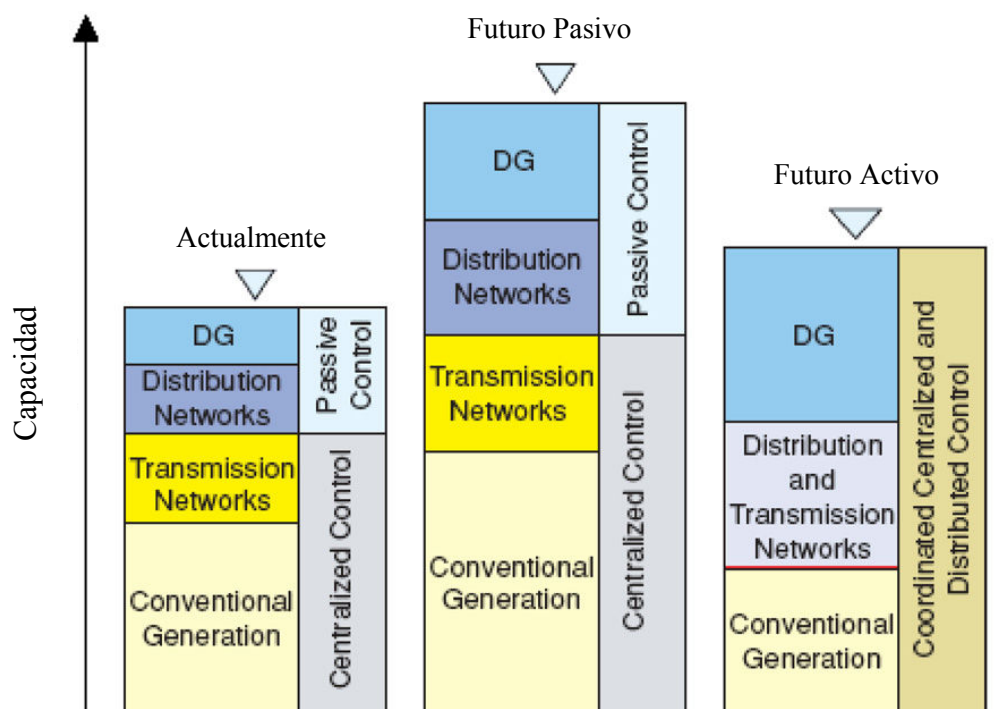 Capacidad
Actualmente
DG
Distribution
Networks
Transmission
Networks
Conventional
Generation
Passive
Control
Centralized Control
Futuro Pasivo
DG
Distribution
Networks
Transmission
Networks
Conventional
Generation
Passive Control
Centralized Control
Futuro Activo
DG
Distribution
and
Transmission
Networks
Conventional
Generation
Coordinated Centralized and
Distributed Control